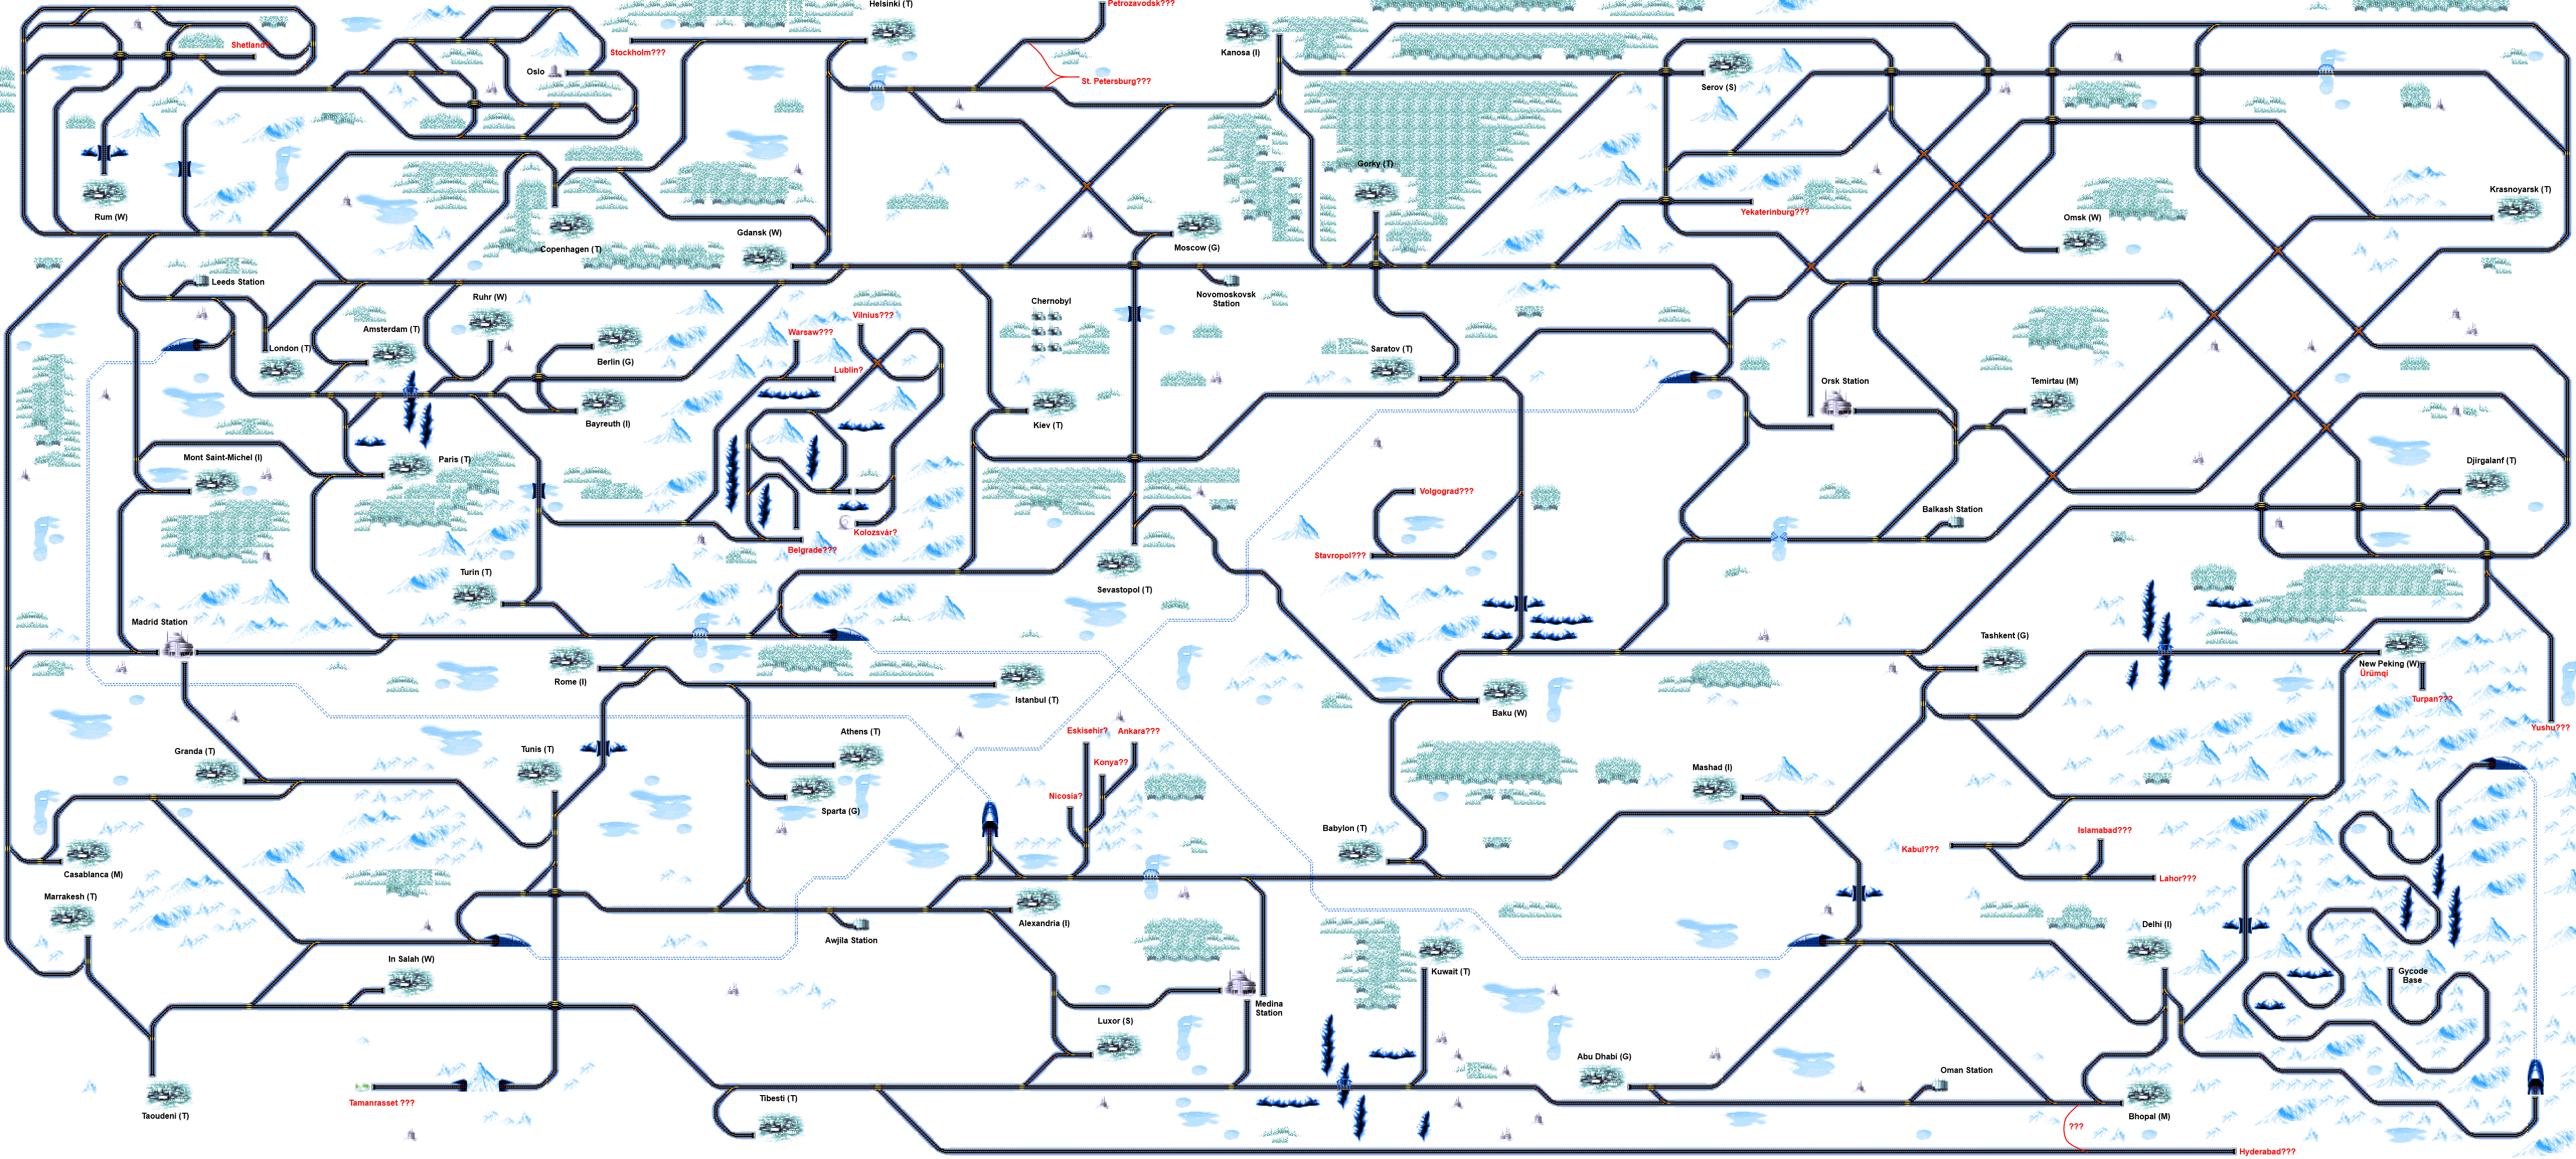 Petrozavodsk???
Helsinki (T)
Shetland?
Stockholm???
Kanosa (I)
Oslo
St. Petersburg???
Serov (S)
Gorky (T)
Krasnoyarsk (T)
Rum (W)
Yekaterinburg???
Omsk (W)
Gdansk (W)
Copenhagen (T)
Moscow (G)
Leeds Station
Novomoskovsk
Station
Ruhr (W)
Chernobyl
Vilnius???
Amsterdam (T)
Warsaw???
London (T)
Berlin (G)
Saratov (T)
Lublin?
Orsk Station
Temirtau (M)
Bayreuth (I)
Kiev (T)
Mont Saint-Michel (I)
Paris (T)
Djirgalanf (T)
Volgograd???
Balkash Station
Kolozsvár?
Belgrade???
Stavropol???
Turin (T)
Sevastopol (T)
Madrid Station
Tashkent (G)
New Peking (W)
Ürümqi
Rome (I)
Istanbul (T)
Turpan???
Baku (W)
Yushu???
Eskisehir?
Ankara???
Athens (T)
Granda (T)
Tunis (T)
Konya??
Mashad (I)
Nicosia?
Sparta (G)
Babylon (T)
Islamabad???
Kabul???
Casablanca (M)
Lahor???
Marrakesh (T)
Alexandria (I)
Delhi (I)
Awjila Station
In Salah (W)
Kuwait (T)
Gycode
Base
Medina
Station
Luxor (S)
Abu Dhabi (G)
Oman Station
Tamanrasset ???
Tibesti (T)
Taoudeni (T)
Bhopal (M)
???
Hyderabad???